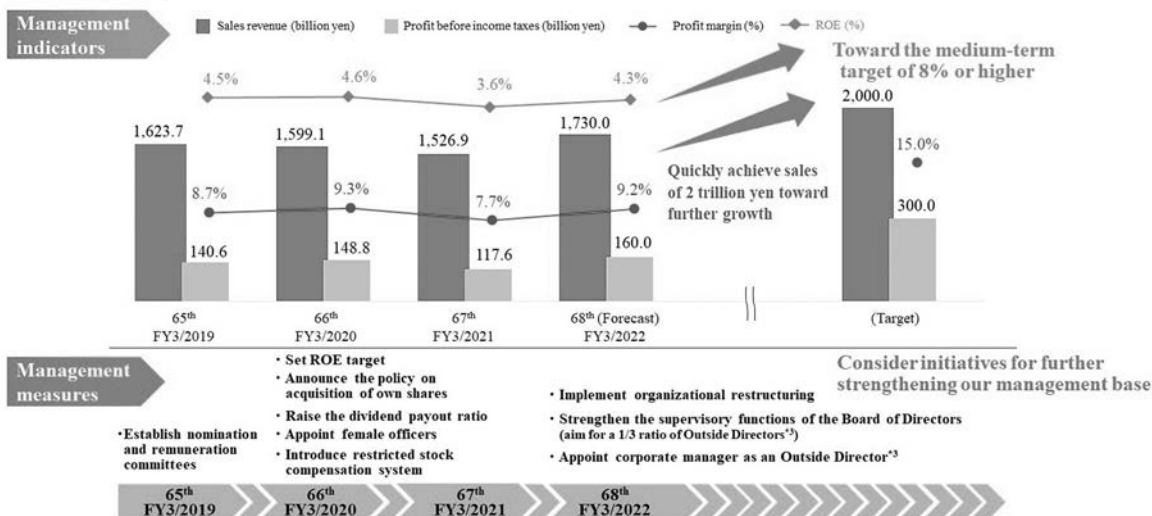 Management
indicators
Sales revenue (billion yen)
Profit before income taxes (billion yen)
Profit margin (%)
ROE (%)
Toward the medium-term
target of 8% or higher
4.5%
4.6%
3.6%
4.3%
2,000.0
1,623.7
1,599.1
1,526.9
1,730.0
15.0%
Quickly achieve sales
of 2 trillion yen toward
further growth
8.7%
9.3%
7.7%
9.2%
300.0
140.6
148.8
117.6
160.0
65th
FY3/2019
66th
FY3/2020
67th
FY3/2021
68th (Forecast)
FY3/2022
(Target)
Management
measures
Consider initiatives for further
strengthening our management base
・Establish nomination
and remuneration
committees
・Set ROE target
・Announce the policy on
acquisition of own shares
・Raise the dividend payout ratio
・Appoint female officers
・Introduce restricted stock
compensation system
・Implement organizational restructuring
・Strengthen the supervisory functions of the Board of Directors
(aim for a 1/3 ratio of Outside Directors*3)
・Appoint corporate manager as an Outside Director*3
65th
FY3/2019
66th
FY3/2020
67th
FY3/2021
68th
FY3/2022